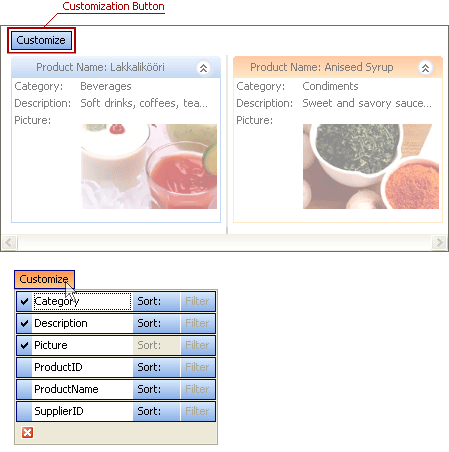 Customization Button
Customize
Product Name: Lakkalikööri
Category: Beverages
Description: Soft drinks, coffees, tea...
Picture:
Product Name: Aniseed Syrup
Category: Condiments
Description: Sweet and savory sauce...
Picture:
Customize
Category Sort: Filter
Description Sort: Filter
Picture Sort: Filter
ProductID Sort: Filter
ProductName Sort: Filter
SupplierID Sort: Filter